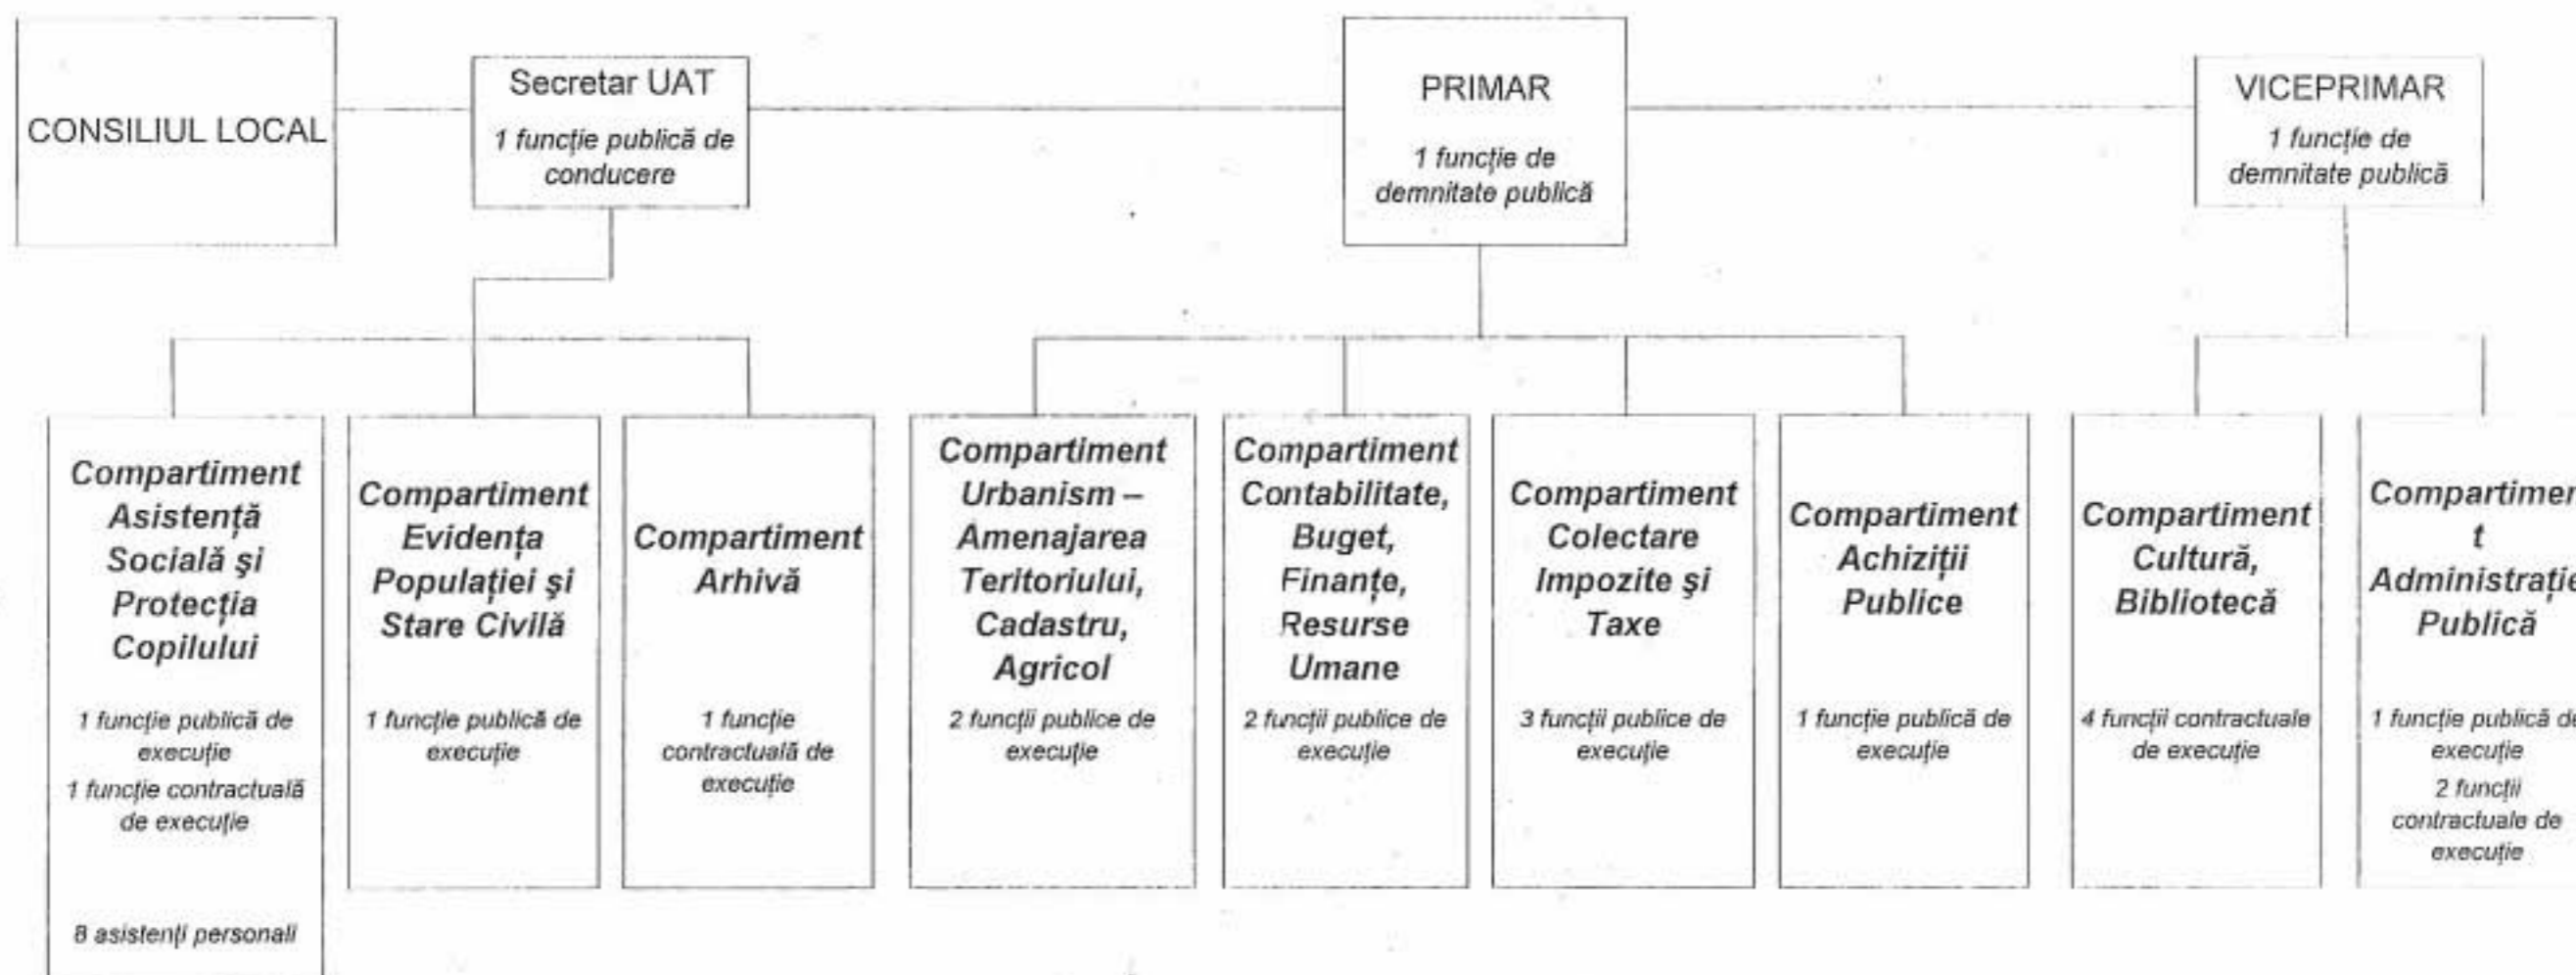 CONSILIUL LOCAL
Secretar UAT
1 funcție publică de
conducere
PRIMAR
1 funcție de
demnitate publică
VICEPRIMAR
1 funcție de
demnitate publică
Compartiment
Asistență
Socială și
Protecția
Copilului
1 funcție publică de
execuție
1 funcție contractuală
de execuție
8 asistenți personali
Compartiment
Evidența
Populației și
Stare Civilă
1 funcție publică de
execuție
Compartiment
Arhivă
1 funcție
contractuală de
execuție
Compartiment
Urbanism –
Amenajarea
Teritoriului,
Cadastru,
Agricol
2 funcții publice de
execuție
Compartiment
Contabilitate,
Buget,
Finanțe,
Resurse
Umane
2 funcții publice de
execuție
Compartiment
Colectare
Impozite și
Taxe
3 funcții publice de
execuție
Compartiment
Achiziții
Publice
1 funcție publică de
execuție
Compartiment
Cultură,
Bibliotecă
4 funcții contractuale
de execuție
Compartimen
t
Administrație
Publică
1 funcție publică de
execuție
2 funcții
contractuale de
execuție